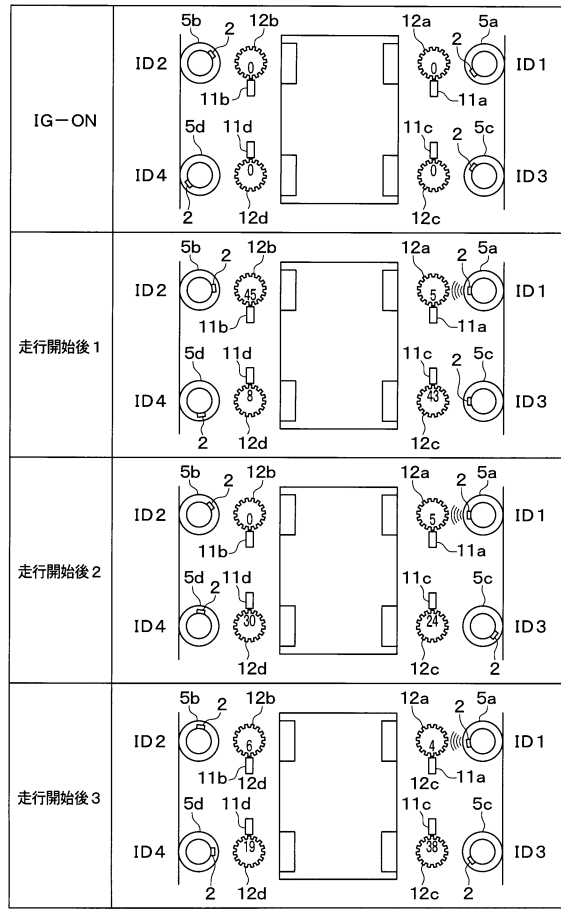 IG-ON
5b 2 12b 12a 2 5a
ID2 0 0 ID1
11b 11a
5d 11d 11c 5c
2
ID4 0 0 ID3
2 12d 12c
走行開始後1
5b 2 12b 12a 2 5a
ID2 45 5 ID1
11b 11a
5d 11d 11c 5c
2
ID4 8 43 ID3
2 12d 12c
走行開始後2
5b 2 12b 12a 2 5a
ID2 0 5 ID1
11b 11a
5d 2 11d 11c 5c
ID4 30 24 ID3
12d 12c 2
走行開始後3
5b 2 12b 12a 2 5a
ID2 6 4 ID1
11b 12d 12c 11a
5d 11d 11c 5c
ID4 19 38 ID3
2 12d 12c 2